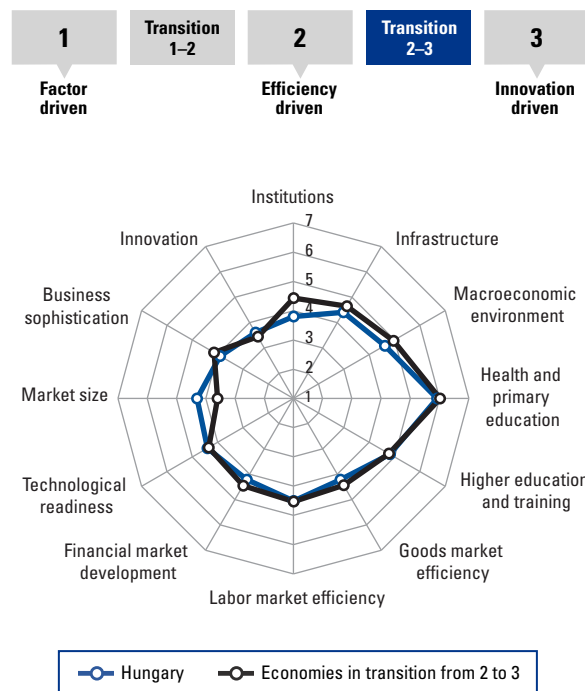 1
Transition
1–2
2
Transition
2–3
3
Factor
driven
Efficiency
driven
Innovation
driven
Institutions
7
Innovation
Infrastructure
6
Business
sophistication
5
Macroeconomic
environment
4
3
2
Market size
1
Health and
primary
education
Technological
readiness
Higher education
and training
Financial market
development
Goods market
efficiency
Labor market efficiency
Hungary
Economies in transition from 2 to 3